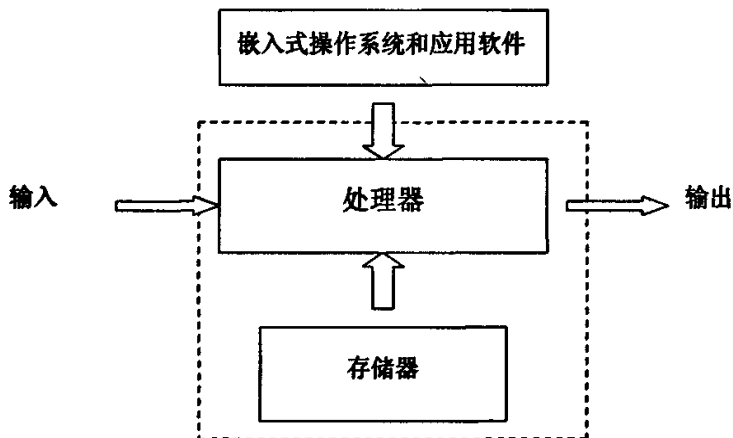 嵌入式操作系统和应用软件
输入
处理器
输出
存储器